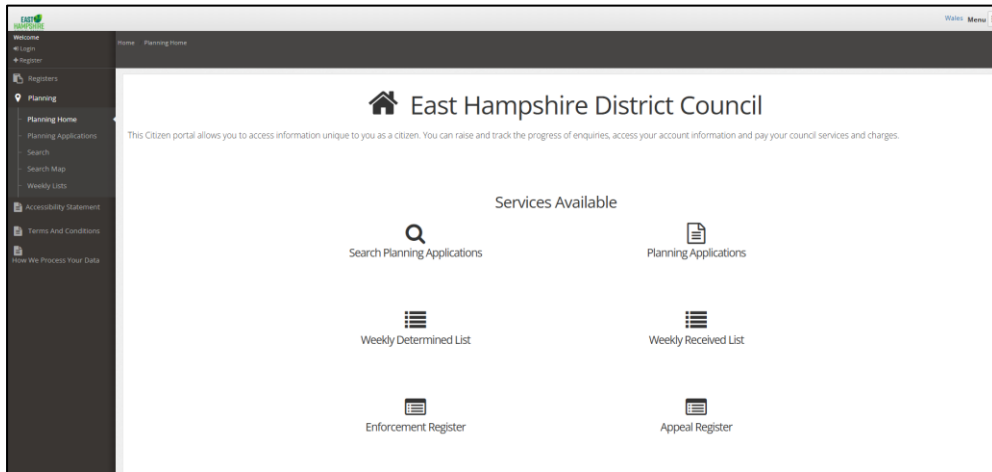 EAST
HAMPSHIRE
Wales Menu
Welcome
Login
Register
Home Planning Home
Registers
Planning
Planning Home
Planning Applications
Search
Search Map
Weekly Lists
Accessibility Statement
Terms And Conditions
How We Process Your Data
East Hampshire District Council
This Citizen portal allows you to access information unique to you as a citizen. You can raise and track the progress of enquiries, access your account information and pay your council services and charges.
Services Available
Search Planning Applications
Planning Applications
Weekly Determined List
Weekly Received List
Enforcement Register
Appeal Register